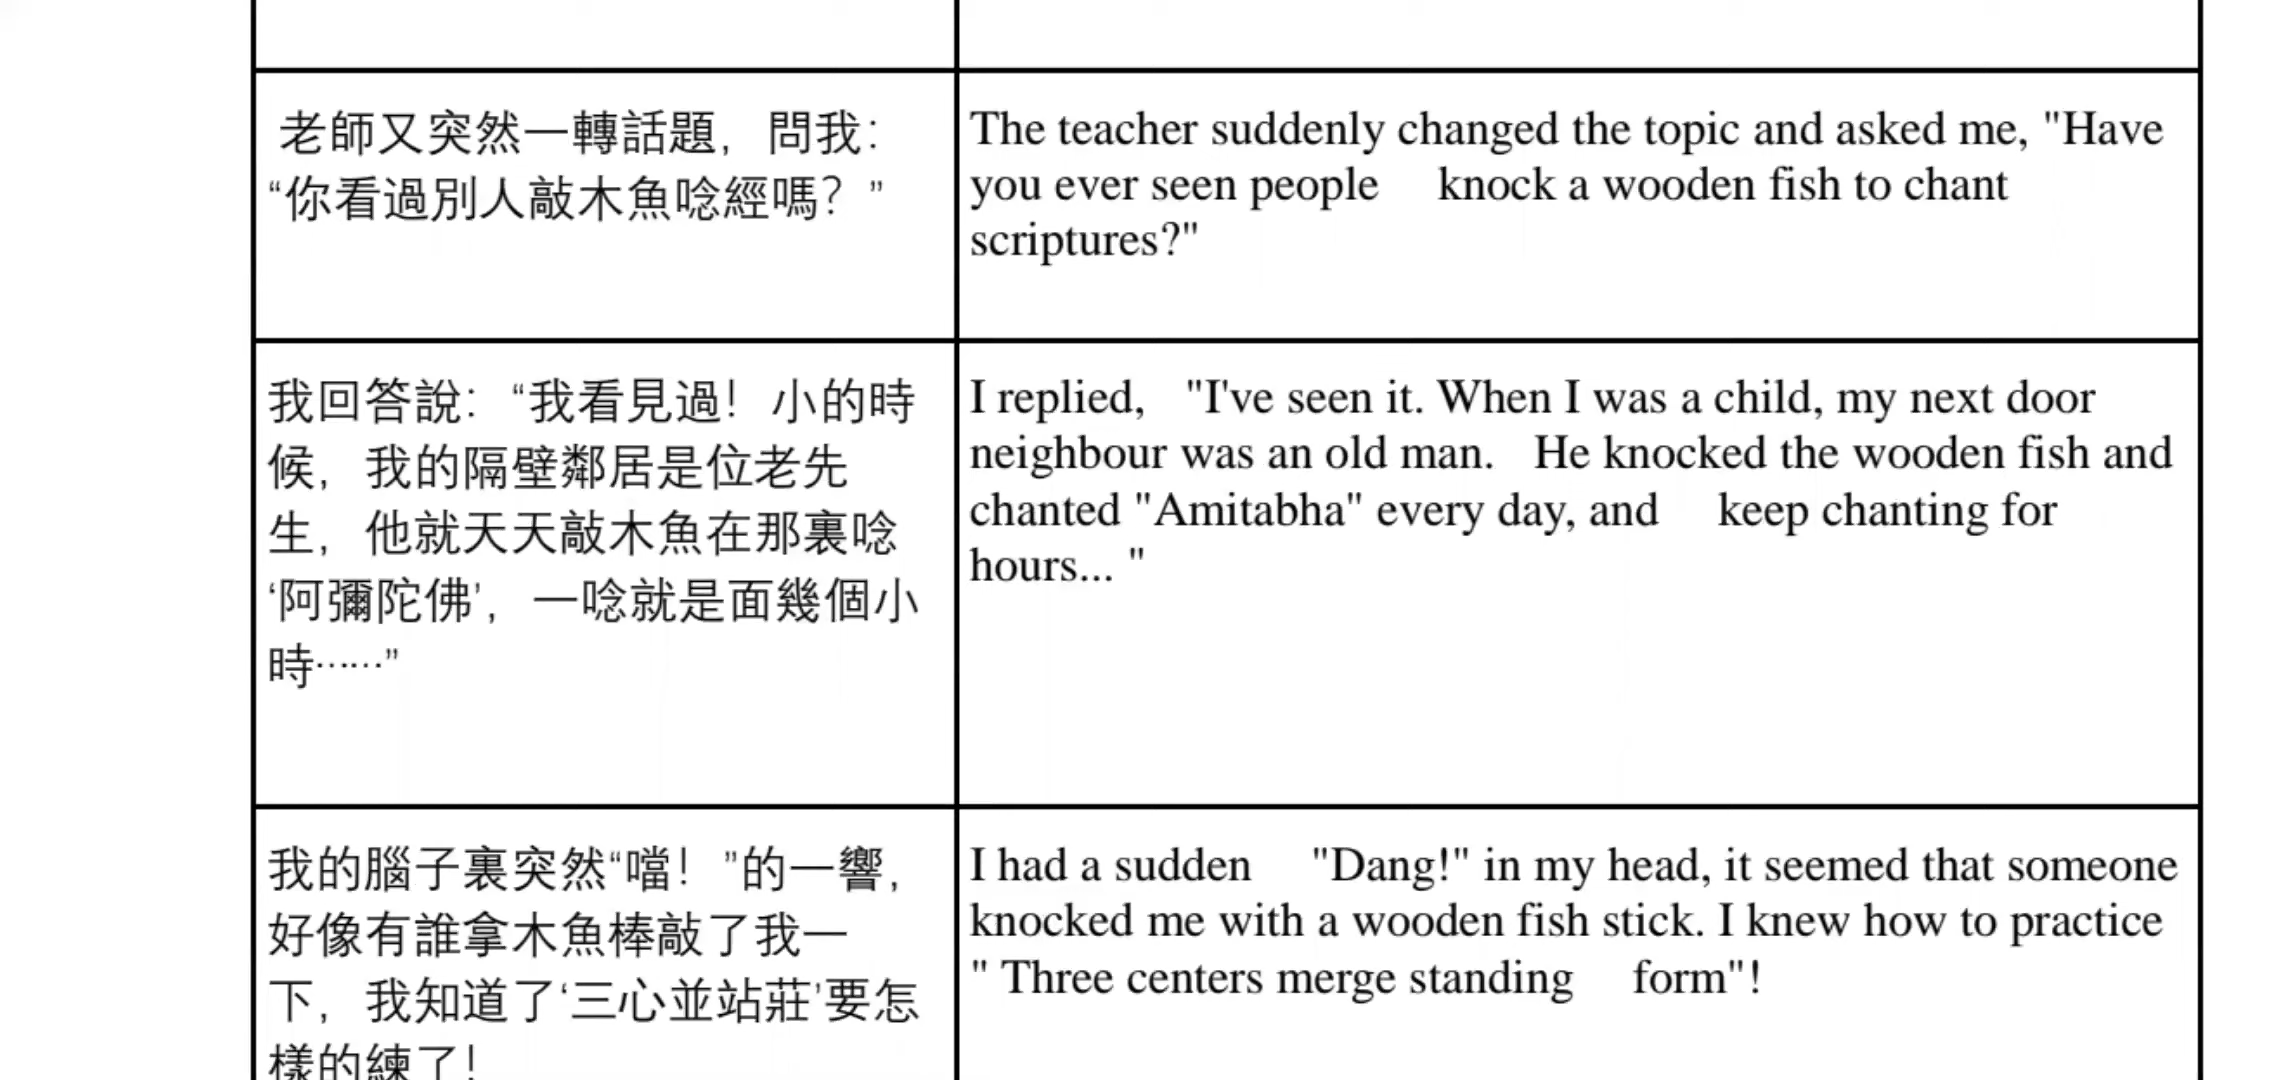 老師又突然一轉話題，問我：
“你看過別人敲木魚唸經嗎？”
The teacher suddenly changed the topic and asked me, "Have
you ever seen people knock a wooden fish to chant
scriptures?"
我回答說：“我看見過！小的時
候，我的隔壁鄰居是位老先
生，他就天天敲木魚在那裏唸
‘阿彌陀佛’，一唸就是面幾個小
時……”
I replied, "I've seen it. When I was a child, my next door
neighbour was an old man. He knocked the wooden fish and
chanted "Amitabha" every day, and keep chanting for
hours... "
我的腦子裏突然“噹！”的一響，
好像有誰拿木魚棒敲了我一
下，我知道了‘三心並站莊’要怎
樣的練了！
I had a sudden "Dang!" in my head, it seemed that someone
knocked me with a wooden fish stick. I knew how to practice
" Three centers merge standing form"!